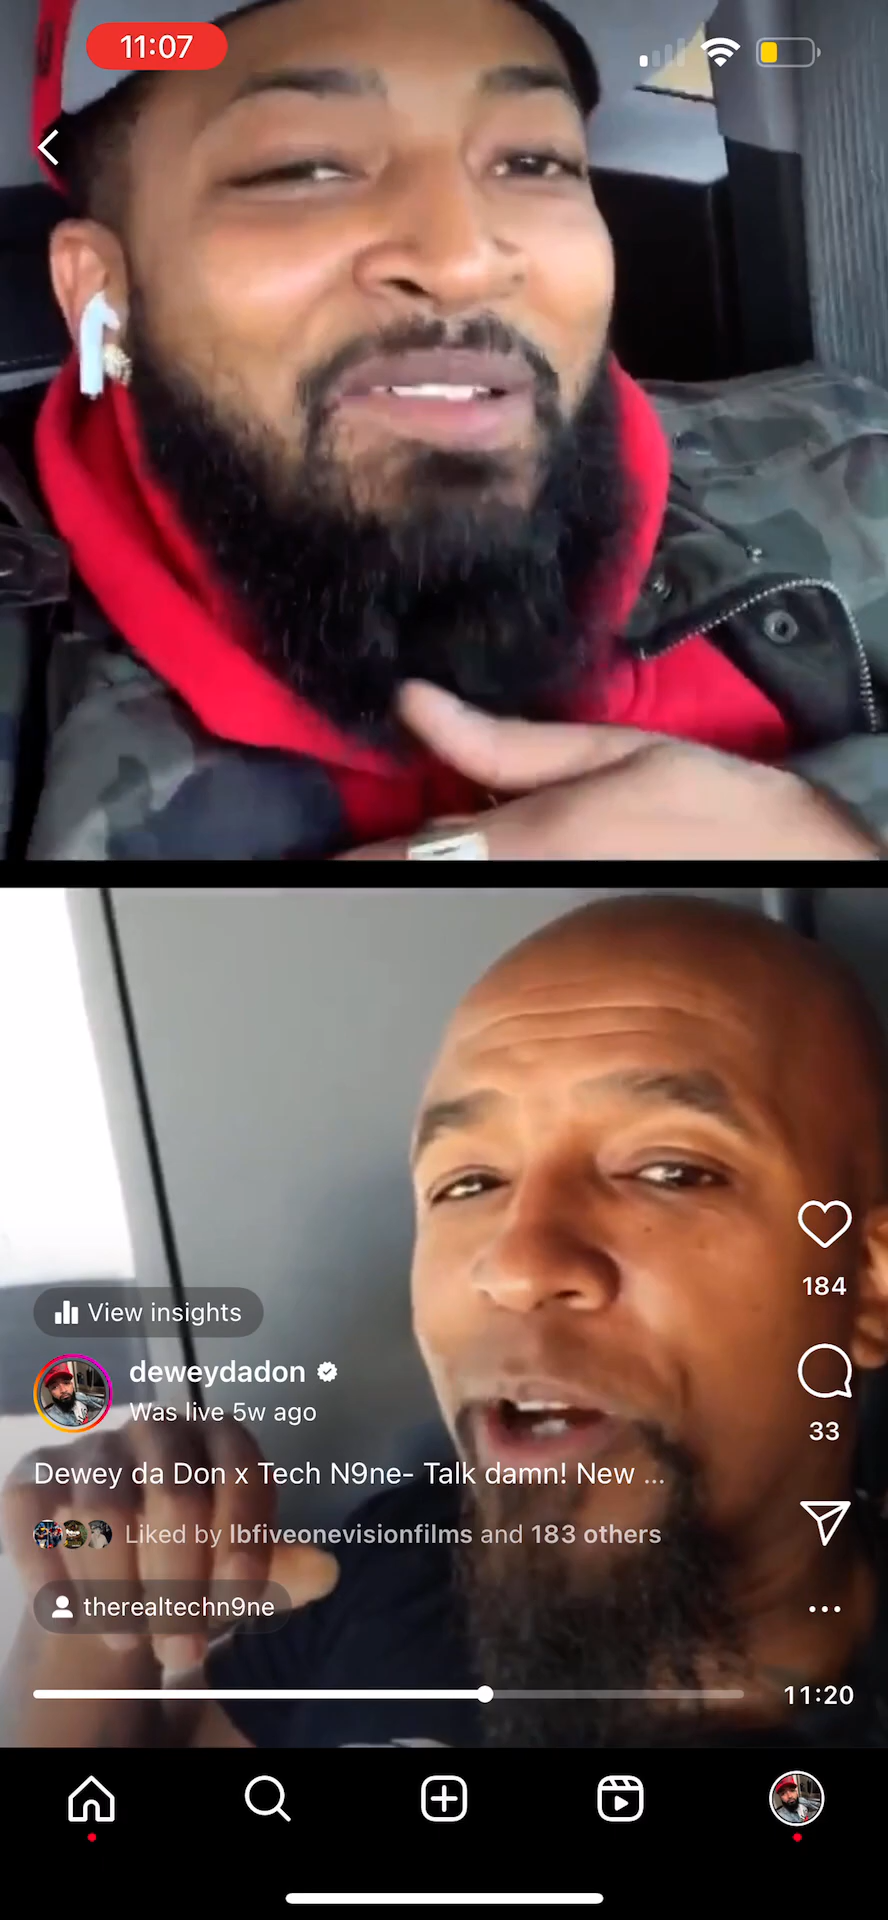 11:07
View insights
deweydadon
Was live 5w ago
Dewey da Don x Tech N9ne- Talk damn! New ...
Liked by lbfiveonevisionfilms and 183 others
therealtechn9ne
184
33
11:20